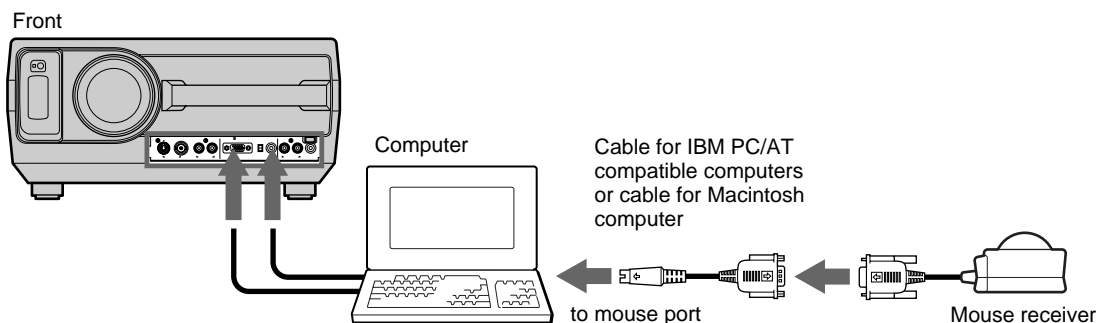 Front
Computer
Cable for IBM PC/AT
compatible computers
or cable for Macintosh
computer
to mouse port
Mouse receiver